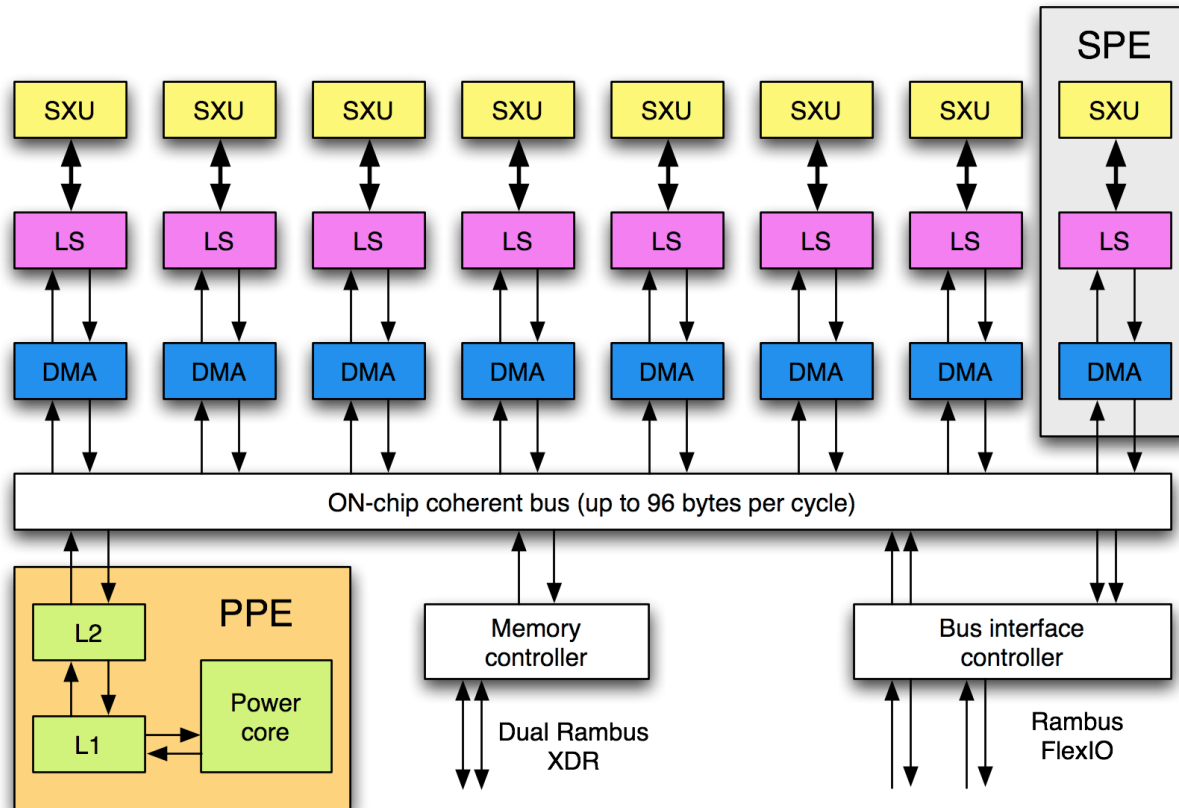 SPE
SXU SXU SXU SXU SXU SXU SXU SXU
LS LS LS LS LS LS LS LS
DMA DMA DMA DMA DMA DMA DMA DMA
ON-chip coherent bus (up to 96 bytes per cycle)
PPE
L2
L1
Power
core
Memory
controller
Dual Rambus
XDR
Bus interface
controller
Rambus
FlexIO